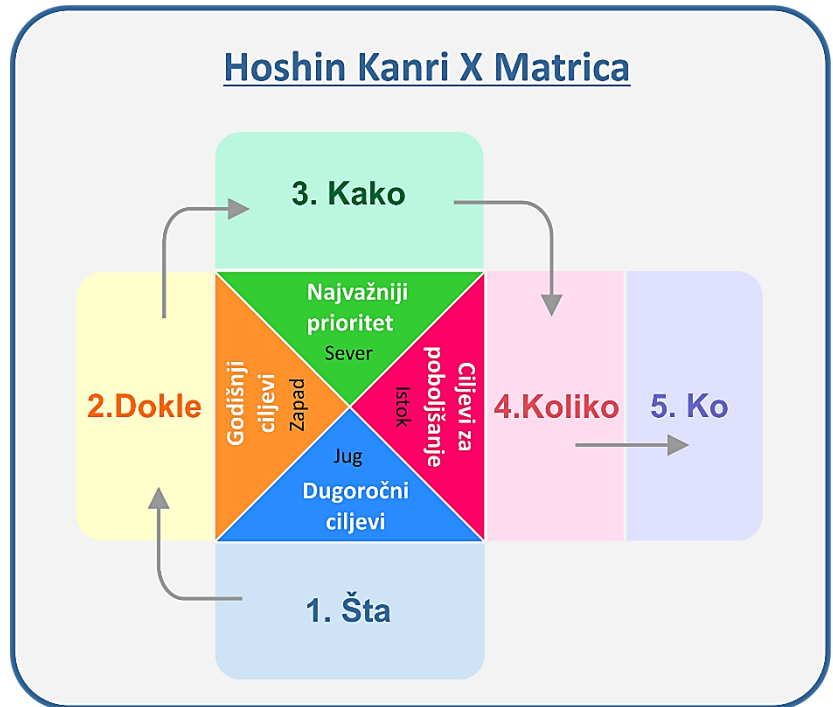 Hoshin Kanri X Matrica
3. Kako
Najvažniji
prioritet
Sever
2.Dokle
Godišnji
ciljevi
Zapad
Ciljevi za
poboljšanje
Istok
4.Koliko
5. Ko
Jug
Dugoročni
ciljevi
1. Šta